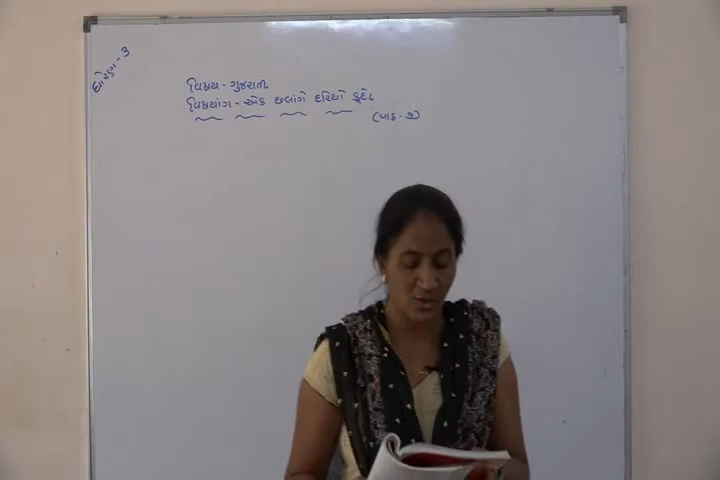 ધોરણ - 3
વિષય - ગુજરાતી
વિષયાંગ - એક છલાંગે દરિયો કૂદેલ
(પાઠ - ૭)